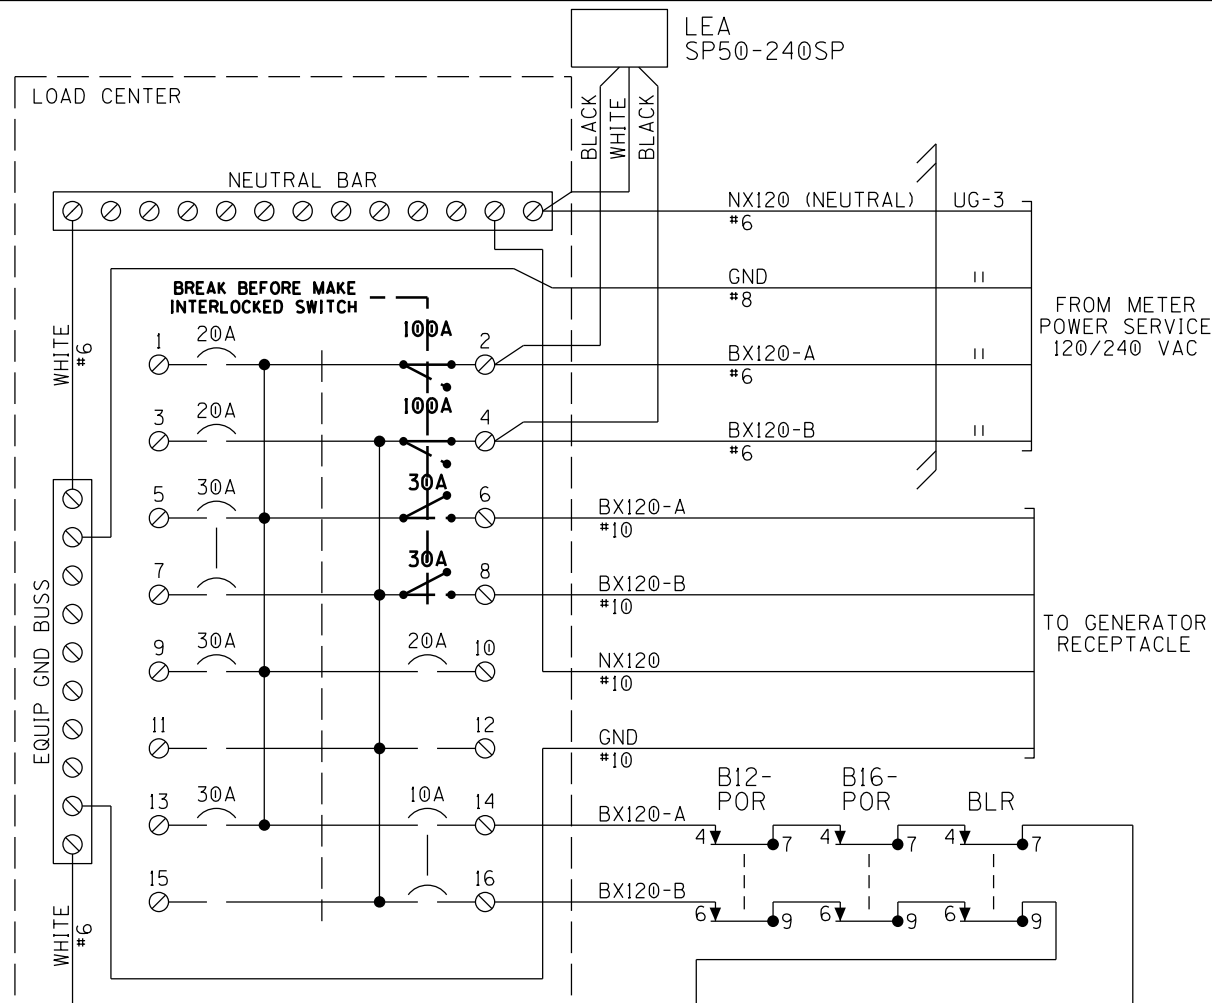 LEA
SP50-240SP
LOAD CENTER
BLACK
WHITE
BLACK
NEUTRAL BAR
NX120 (NEUTRAL)
#6
UG-3
GND
#8
"
BREAK BEFORE MAKE
INTERLOCKED SWITCH
FROM METER
POWER SERVICE
120/240 VAC
WHITE
#6
1
20A
100A
2
BX120-A
#6
"
3
20A
100A
4
BX120-B
#6
"
5
30A
30A
6
BX120-A
#10
7
30A
8
BX120-B
#10
EQUIP GND BUSS
9
30A
20A
10
NX120
#10
TO GENERATOR
RECEPTACLE
11
12
GND
#10
13
30A
10A
14
BX120-A
B12-
POR
B16-
POR
BLR
4
7
4
7
4
7
15
16
BX120-B
6
9
6
9
6
9
WHITE
#6